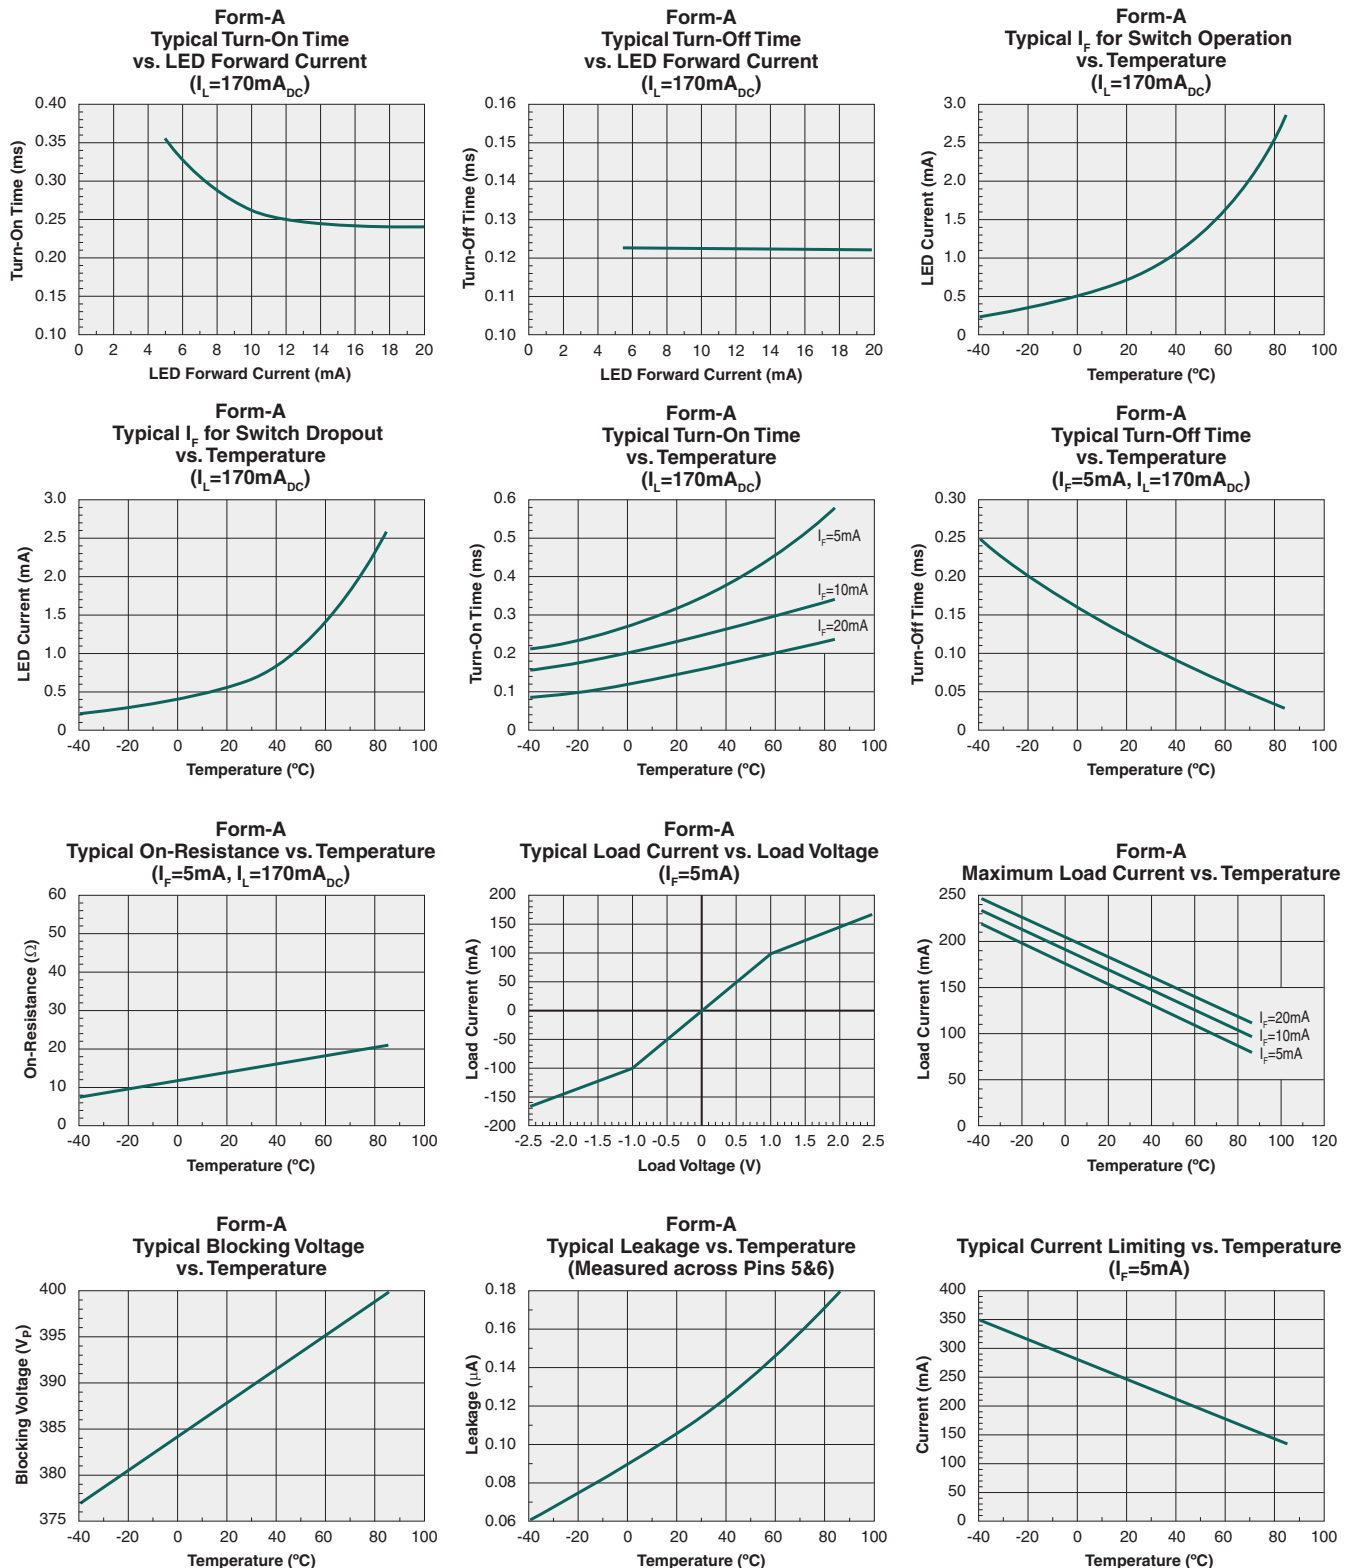 Form-A
Typical Turn-On Time
vs. LED Forward Current
(IL=170mADC)
Turn-On Time (ms)
0.40
0.35
0.30
0.25
0.20
0.15
0.10
0 2 4 6 8 10 12 14 16 18 20
LED Forward Current (mA)
Form-A
Typical Turn-Off Time
vs. LED Forward Current
(IL=170mADC)
Turn-Off Time (ms)
0.16
0.15
0.14
0.13
0.12
0.11
0.10
0 2 4 6 8 10 12 14 16 18 20
LED Forward Current (mA)
Form-A
Typical IF for Switch Operation
vs. Temperature
(IL=170mADC)
LED Current (mA)
3.0
2.5
2.0
1.5
1.0
0.5
0
-40 -20 0 20 40 60 80 100
Temperature (ºC)
Form-A
Typical IF for Switch Dropout
vs. Temperature
(IL=170mADC)
LED Current (mA)
3.0
2.5
2.0
1.5
1.0
0.5
0
-40 -20 0 20 40 60 80 100
Temperature (ºC)
Form-A
Typical Turn-On Time
vs. Temperature
(IL=170mADC)
Turn-On Time (ms)
0.6
0.5
0.4
0.3
0.2
0.1
0
IF=5mA
IF=10mA
IF=20mA
-40 -20 0 20 40 60 80 100
Temperature (ºC)
Form-A
Typical Turn-Off Time
vs. Temperature
(IF=5mA, IL=170mADC)
Turn-Off Time (ms)
0.30
0.25
0.20
0.15
0.10
0.05
0
-40 -20 0 20 40 60 80 100
Temperature (ºC)
Form-A
Typical On-Resistance vs. Temperature
(IF=5mA, IL=170mADC)
On-Resistance (Ω)
60
50
40
30
20
10
0
-40 -20 0 20 40 60 80 100
Temperature (ºC)
Form-A
Typical Load Current vs. Load Voltage
(IF=5mA)
Load Current (mA)
200
150
100
50
0
-50
-100
-150
-200
-2.5 -2.0 -1.5 -1.0 -0.5 0 0.5 1.0 1.5 2.0 2.5
Load Voltage (V)
Form-A
Maximum Load Current vs. Temperature
Load Current (mA)
250
200
150
100
50
0
IF=20mA
IF=10mA
IF=5mA
-40 -20 0 20 40 60 80 100 120
Temperature (ºC)
Form-A
Typical Blocking Voltage
vs. Temperature
Blocking Voltage (VP)
400
395
390
385
380
375
-40 -20 0 20 40 60 80 100
Temperature (ºC)
Form-A
Typical Leakage vs. Temperature
(Measured across Pins 5&6)
Leakage (μA)
0.18
0.16
0.14
0.12
0.10
0.08
0.06
-40 -20 0 20 40 60 80 100
Temperature (ºC)
Typical Current Limiting vs. Temperature
(IF=5mA)
Current (mA)
400
350
300
250
200
150
100
50
0
-40 -20 0 20 40 60 80 100
Temperature (ºC)